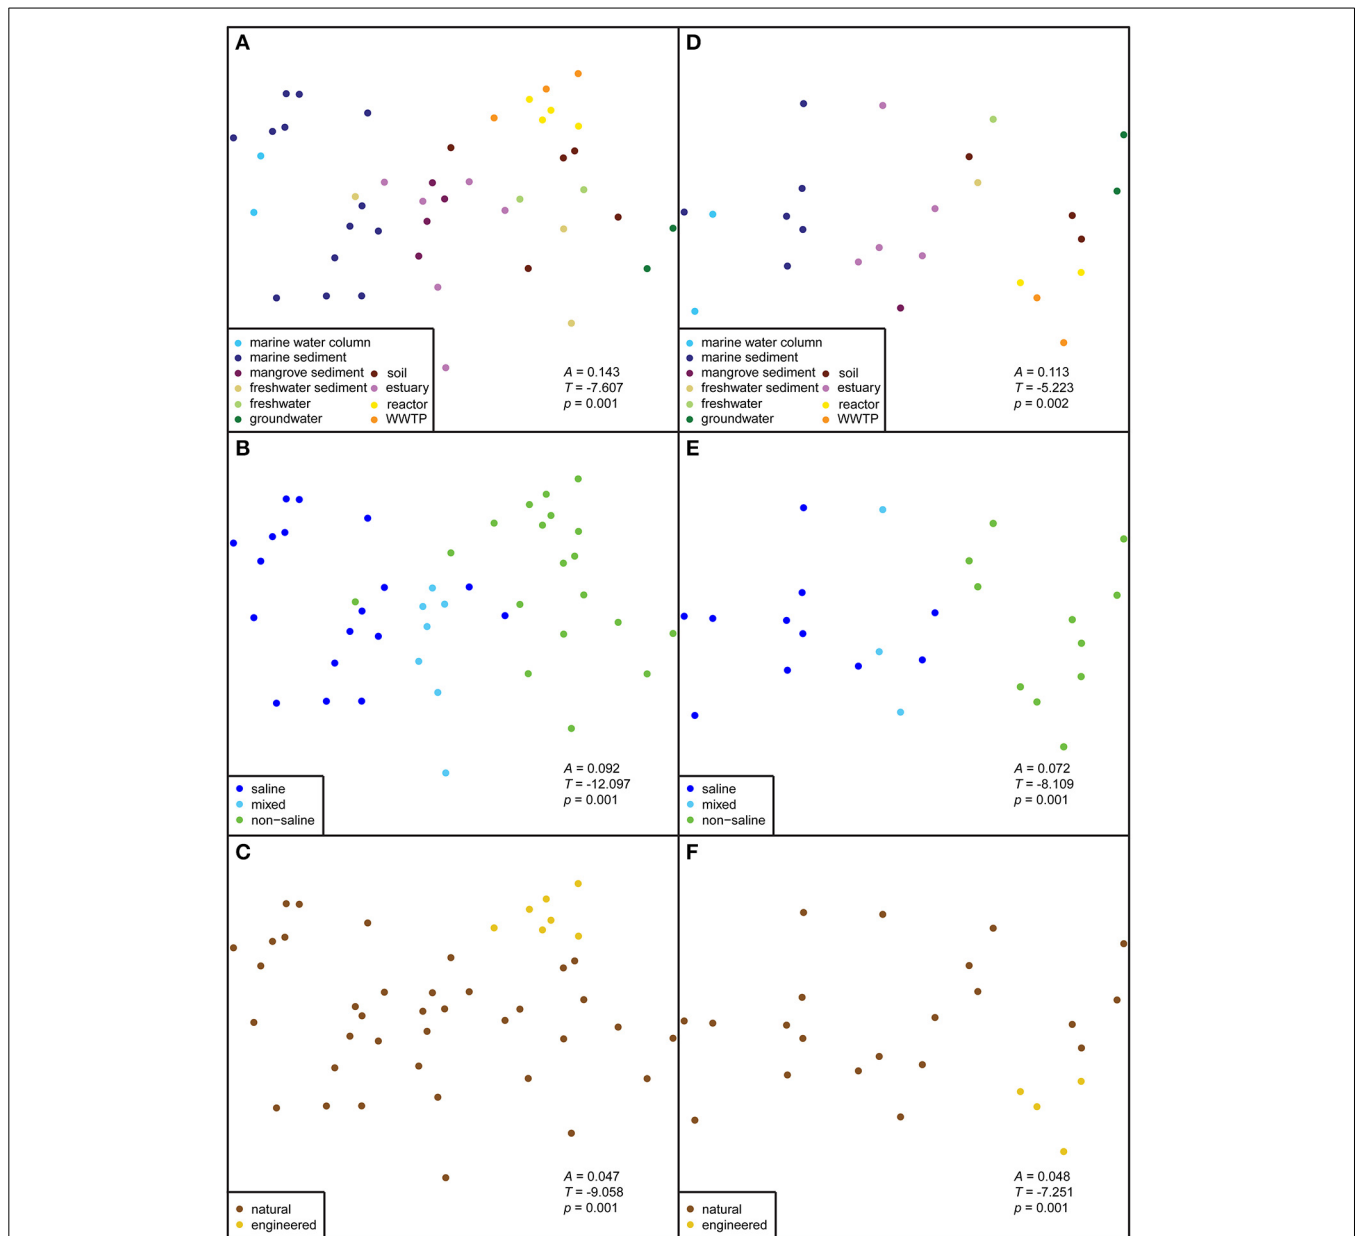 A
marine water column
marine sediment
mangrove sediment
freshwater sediment
freshwater
groundwater
soil
estuary
reactor
WWTP
A = 0.143
T = -7.607
p = 0.001
D
marine water column
marine sediment
mangrove sediment
freshwater sediment
freshwater
groundwater
soil
estuary
reactor
WWTP
A = 0.113
T = -5.223
p = 0.002
B
saline
mixed
non−saline
A = 0.092
T = -12.097
p = 0.001
E
saline
mixed
non−saline
A = 0.072
T = -8.109
p = 0.001
C
natural
engineered
A = 0.047
T = -9.058
p = 0.001
F
natural
engineered
A = 0.048
T = -7.251
p = 0.001